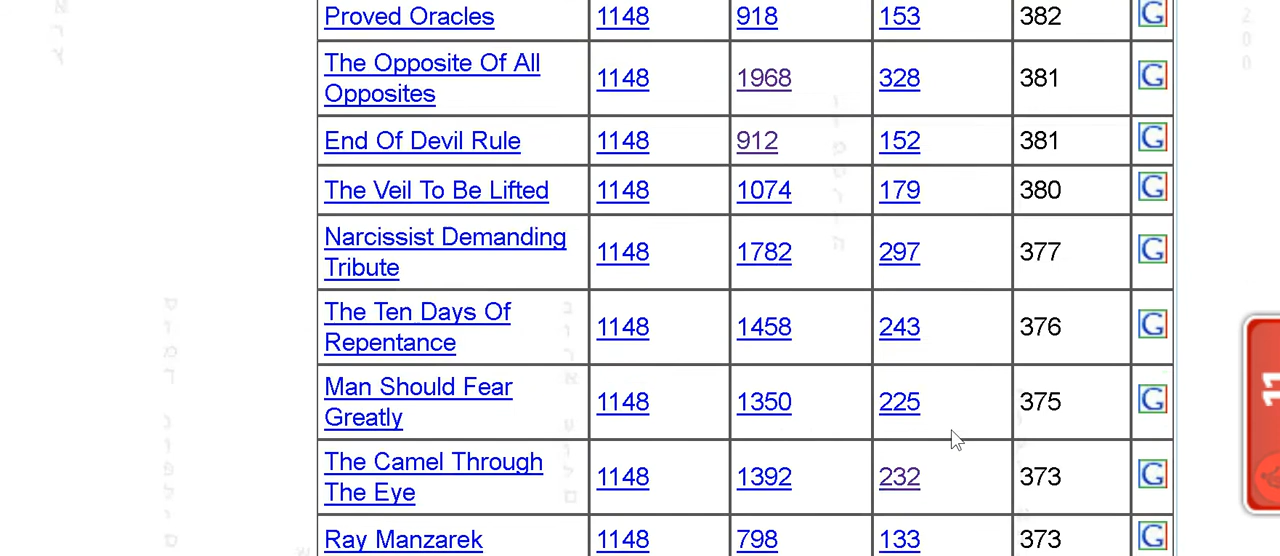 Proved Oracles 1148 918 153 382 G
The Opposite Of All
Opposites 1148 1968 328 381 G
End Of Devil Rule 1148 912 152 381 G
The Veil To Be Lifted 1148 1074 179 380 G
Narcissist Demanding
Tribute 1148 1782 297 377 G
The Ten Days Of
Repentance 1148 1458 243 376 G
Man Should Fear
Greatly 1148 1350 225 375 G
The Camel Through
The Eye 1148 1392 232 373 G
Ray Manzarek 1148 798 133 373 G
11